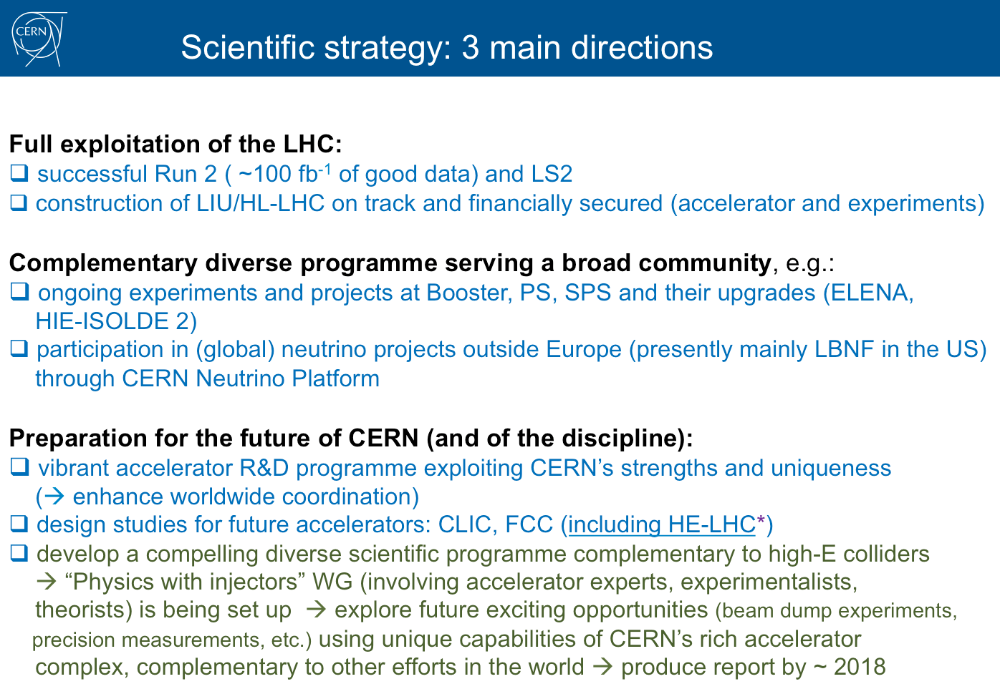 CERN
Scientific strategy: 3 main directions
Full exploitation of the LHC:
❑ successful Run 2 ( ~100 fb⁻¹ of good data) and LS2
❑ construction of LIU/HL-LHC on track and financially secured (accelerator and experiments)
Complementary diverse programme serving a broad community, e.g.:
❑ ongoing experiments and projects at Booster, PS, SPS and their upgrades (ELENA,
HIE-ISOLDE 2)
❑ participation in (global) neutrino projects outside Europe (presently mainly LBNF in the US)
through CERN Neutrino Platform
Preparation for the future of CERN (and of the discipline):
❑ vibrant accelerator R&D programme exploiting CERN’s strengths and uniqueness
(→ enhance worldwide coordination)
❑ design studies for future accelerators: CLIC, FCC (including HE-LHC*)
❑ develop a compelling diverse scientific programme complementary to high-E colliders
→ “Physics with injectors” WG (involving accelerator experts, experimentalists,
theorists) is being set up → explore future exciting opportunities (beam dump experiments,
precision measurements, etc.) using unique capabilities of CERN’s rich accelerator
complex, complementary to other efforts in the world → produce report by ~ 2018